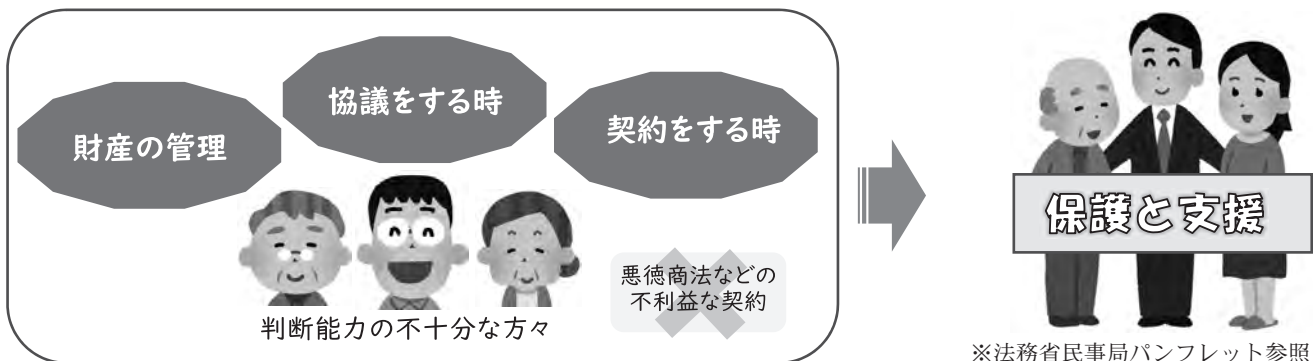 財産の管理
協議をする時
契約をする時
判断能力の不十分な方々
悪徳商法などの
不利益な契約
保護と支援
※法務省民事局パンフレット参照